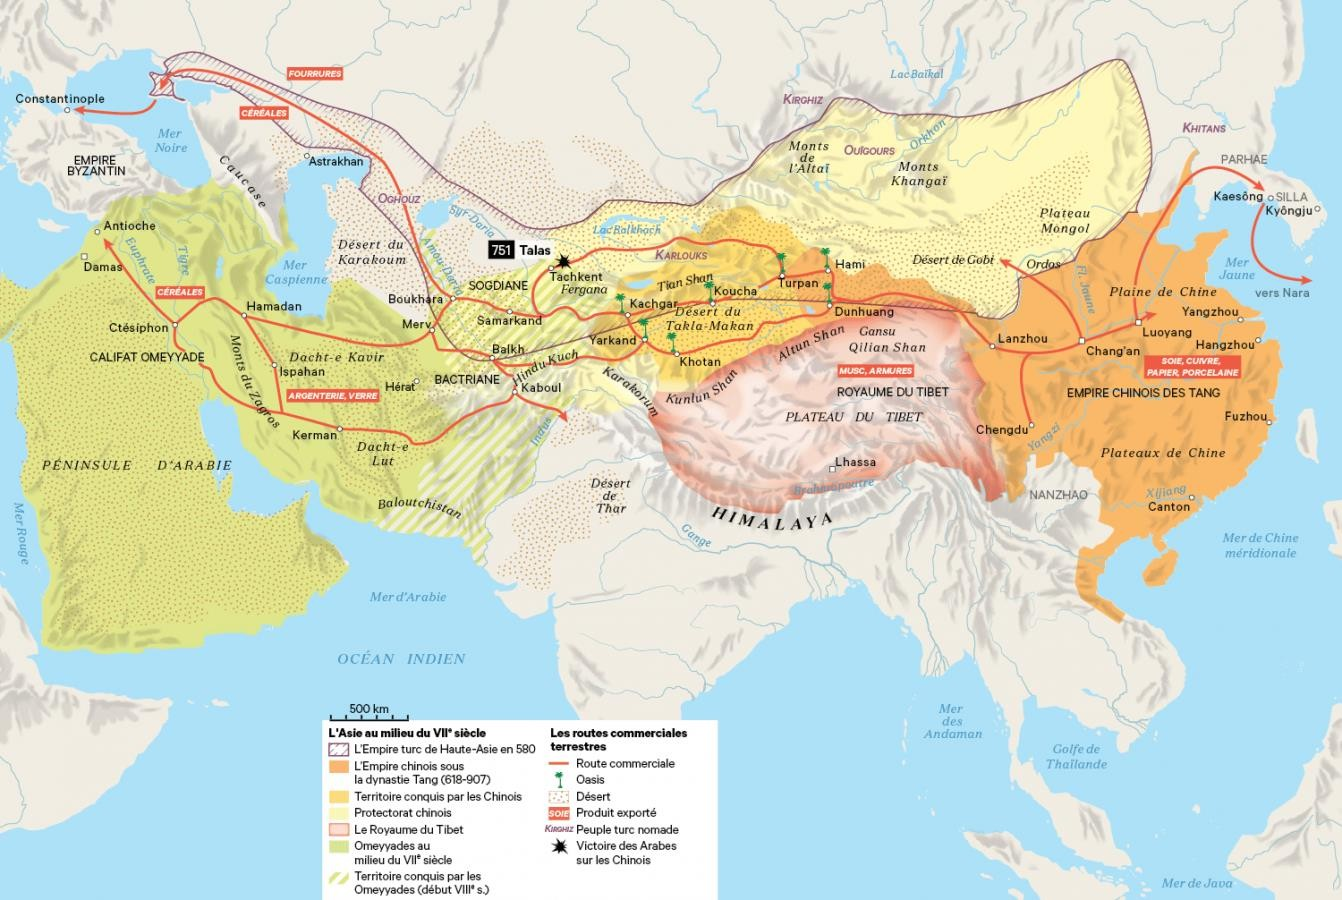 FOURRURES
CÉRÉALES
Constantinople
Mer
Noire
EMPIRE
BYZANTIN
Caucase
Astrakhan
OGHOUZ
Désert du
Karakoum
Mer
Caspienne
Syr-Daria
Amou-Daria
Lac Baïkal
KIRGHIZ
Monts
de
l'Altaï
OUÏGOURS
Orkhon
Monts
Khangaï
KHITANS
PARHAE
Kaesông
SILLA
Kyôngju
Plateau
Mongol
Mer
Jaune
vers Nara
Antioche
Damas
Euphrate
Tigre
CÉRÉALES
Ctésiphon
Hamadan
CALIFAT OMEYYADE
Monts du Zagros
Dacht-e Kavir
Ispahan
Hérat
ARGENTERIE, VERRE
Kerman
Dacht-e
Lut
Baloutchistan
PÉNINSULE D'ARABIE
Mer Rouge
751 Talas
Lac Balkhach
KARLOUKS
Tachkent
Fergana
SOGDIANE
Boukhara
Samarkand
Merv
Balkh
BACTRIANE
Hindu Kuch
Kaboul
Indus
Karakorum
Tian Shan
Kachgar
Koucha
Turpan
Hami
Désert du
Takla-Makan
Yarkand
Khotan
Dunhuang
Altun Shan
Kunlun Shan
Gansu
Qilian Shan
MUSC, ARMURES
ROYAUME DU TIBET
PLATEAU DU TIBET
Lhassa
Brahmapoutre
HIMALAYA
Désert
de
Thar
Gange
Désert de Gobi
Ordos
Fl. Jaune
Plaine de Chine
Lanzhou
Chang'an
Luoyang
Yangzhou
Hangzhou
SOIE, CUIVRE,
PAPIER, PORCELAINE
EMPIRE CHINOIS DES TANG
Chengdu
Yangzi
Fuzhou
Plateaux de Chine
NANZHAO
Xijiang
Canton
Mer de Chine
méridionale
Mer d'Arabie
OCÉAN INDIEN
Mer
des
Andaman
Golfe de
Thaïlande
Mer de Java
500 km
L'Asie au milieu du VIIe siècle
L'Empire turc de Haute-Asie en 580
L'Empire chinois sous
la dynastie Tang (618-907)
Territoire conquis par les Chinois
Protectorat chinois
Le Royaume du Tibet
Omeyyades au
milieu du VIIe siècle
Territoire conquis par les
Omeyyades (début VIIIe s.)
Les routes commerciales
terrestres
Route commerciale
Oasis
Désert
SOIE Produit exporté
KIRGHIZ Peuple turc nomade
Victoire des Arabes
sur les Chinois